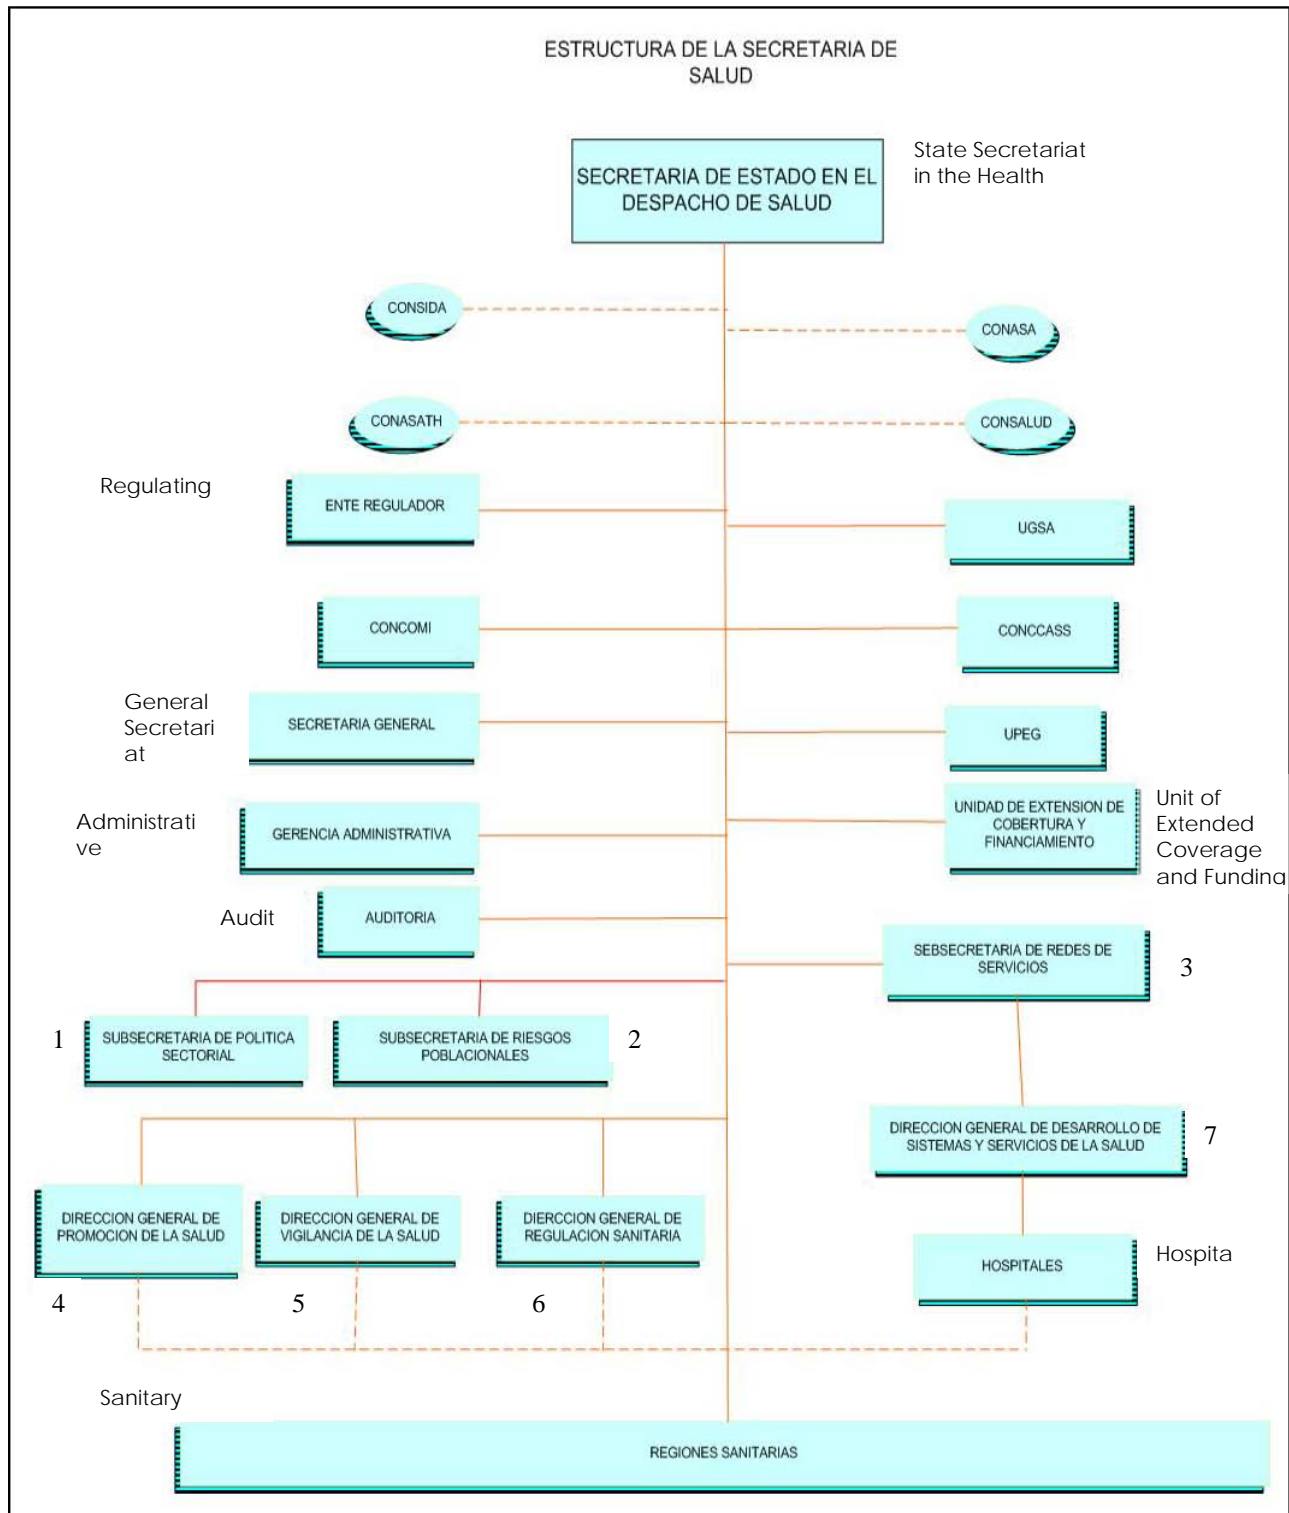 ESTRUCTURA DE LA SECRETARIA DE
SALUD
SECRETARIA DE ESTADO EN EL
DESPACHO DE SALUD
State Secretariat
in the Health
CONSIDA
CONASA
CONASATH
CONSALUD
Regulating
ENTE REGULADOR
UGSA
CONCOMI
CONCCASS
General
Secretari
at
SECRETARIA GENERAL
UPEG
Administrati
ve
GERENCIA ADMINISTRATIVA
UNIDAD DE EXTENSION DE
COBERTURA Y
FINANCIAMIENTO
Unit of
Extended
Coverage
and Funding
Audit
AUDITORIA
SEBSECRETARIA DE REDES DE
SERVICIOS
3
1
SUBSECRETARIA DE POLITICA
SECTORIAL
SUBSECRETARIA DE RIESGOS
POBLACIONALES
2
DIRECCION GENERAL DE DESARROLLO DE
SISTEMAS Y SERVICIOS DE LA SALUD
7
DIRECCION GENERAL DE
PROMOCION DE LA SALUD
DIRECCION GENERAL DE
VIGILANCIA DE LA SALUD
DIERCCION GENERAL DE
REGULACION SANITARIA
HOSPITALES
Hospita
4
5
6
Sanitary
REGIONES SANITARIAS